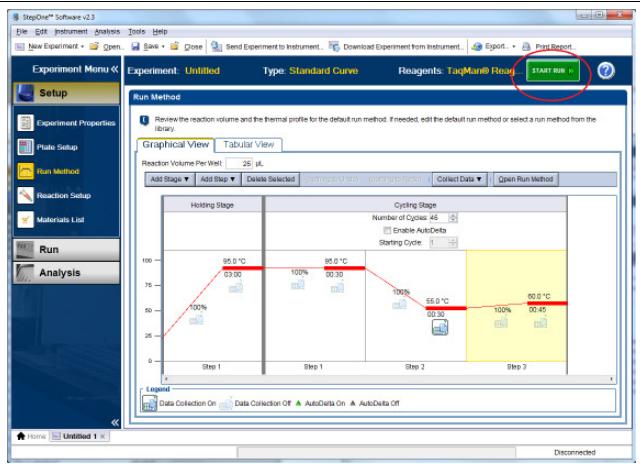 StepOne™ Software v2.3
File Edit Instrument Analysis Tools Help
New Experiment Open... Save Close Send Experiment to Instrument... Download Experiment from Instrument... Export... Print Report...
Experiment Menu «
Experiment: Untitled Type: Standard Curve Reagents: TaqMan® Reag... START RUN
Setup
Experiment Properties
Plate Setup
Run Method
Reaction Setup
Materials List
Run
Analysis
Run Method
Review the reaction volume and the thermal profile for the default run method. If needed, edit the default run method or select a run method from the
library.
Graphical View Tabular View
Reaction Volume Per Well: 25 µL
Add Stage ▼ Add Step ▼ Delete Selected Collect Data ▼ Open Run Method
Holding Stage Cycling Stage
Number of Cycles: 46
Enable AutoDelta
Starting Cycle: 1
100
75
50
25
0
95.0 °C
03:00
100%
95.0 °C
00:30
100%
55.0 °C
00:30
100%
60.0 °C
00:45
100%
Step 1 Step 1 Step 2 Step 3
Legend
Data Collection On Data Collection Off ▲ AutoDelta On ▲ AutoDelta Off
«
Home Untitled 1 ×
Disconnected